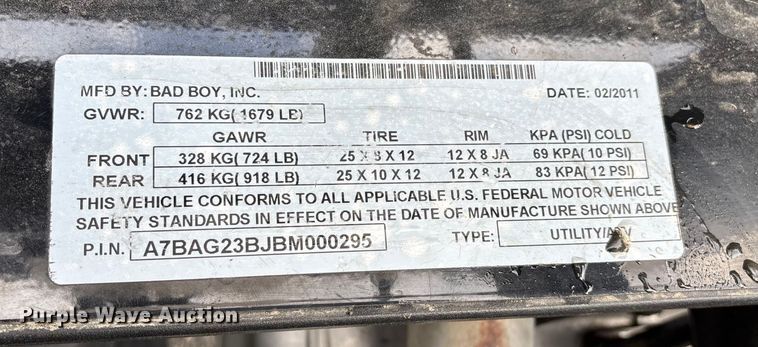 MFD BY: BAD BOY, INC. DATE: 02/2011
GVWR: 762 KG( 1679 LB)
GAWR TIRE RIM KPA (PSI) COLD
FRONT 328 KG( 724 LB) 25 X 8 X 12 12 X 8 JA 69 KPA( 10 PSI)
REAR 416 KG( 918 LB) 25 X 10 X 12 12 X 8 JA 83 KPA( 12 PSI)
THIS VEHICLE CONFORMS TO ALL APPLICABLE U.S. FEDERAL MOTOR VEHICLE
SAFETY STANDARDS IN EFFECT ON THE DATE OF MANUFACTURE SHOWN ABOVE
P.I.N. A7BAG23BJBM000295 TYPE: UTILITY/
Purple Wave Auction